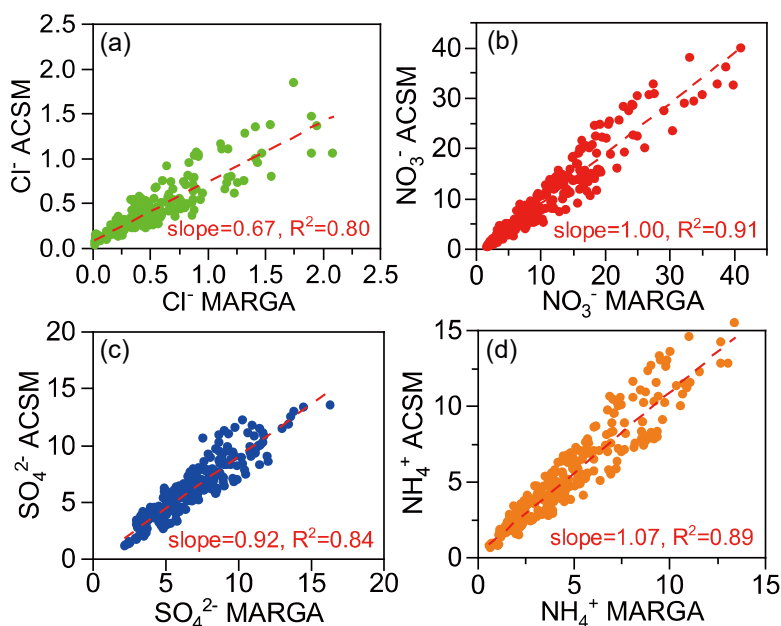 (a)
Cl⁻ ACSM
2.5
2.0
1.5
1.0
0.5
0.0
slope=0.67, R²=0.80
0.0 0.5 1.0 1.5 2.0 2.5
Cl⁻ MARGA
(b)
NO₃⁻ ACSM
40
30
20
10
0
slope=1.00, R²=0.91
0 10 20 30 40
NO₃⁻ MARGA
(c)
SO₄²⁻ ACSM
20
15
10
5
0
slope=0.92, R²=0.84
0 5 10 15 20
SO₄²⁻ MARGA
(d)
NH₄⁺ ACSM
15
10
5
0
slope=1.07, R²=0.89
0 5 10 15
NH₄⁺ MARGA